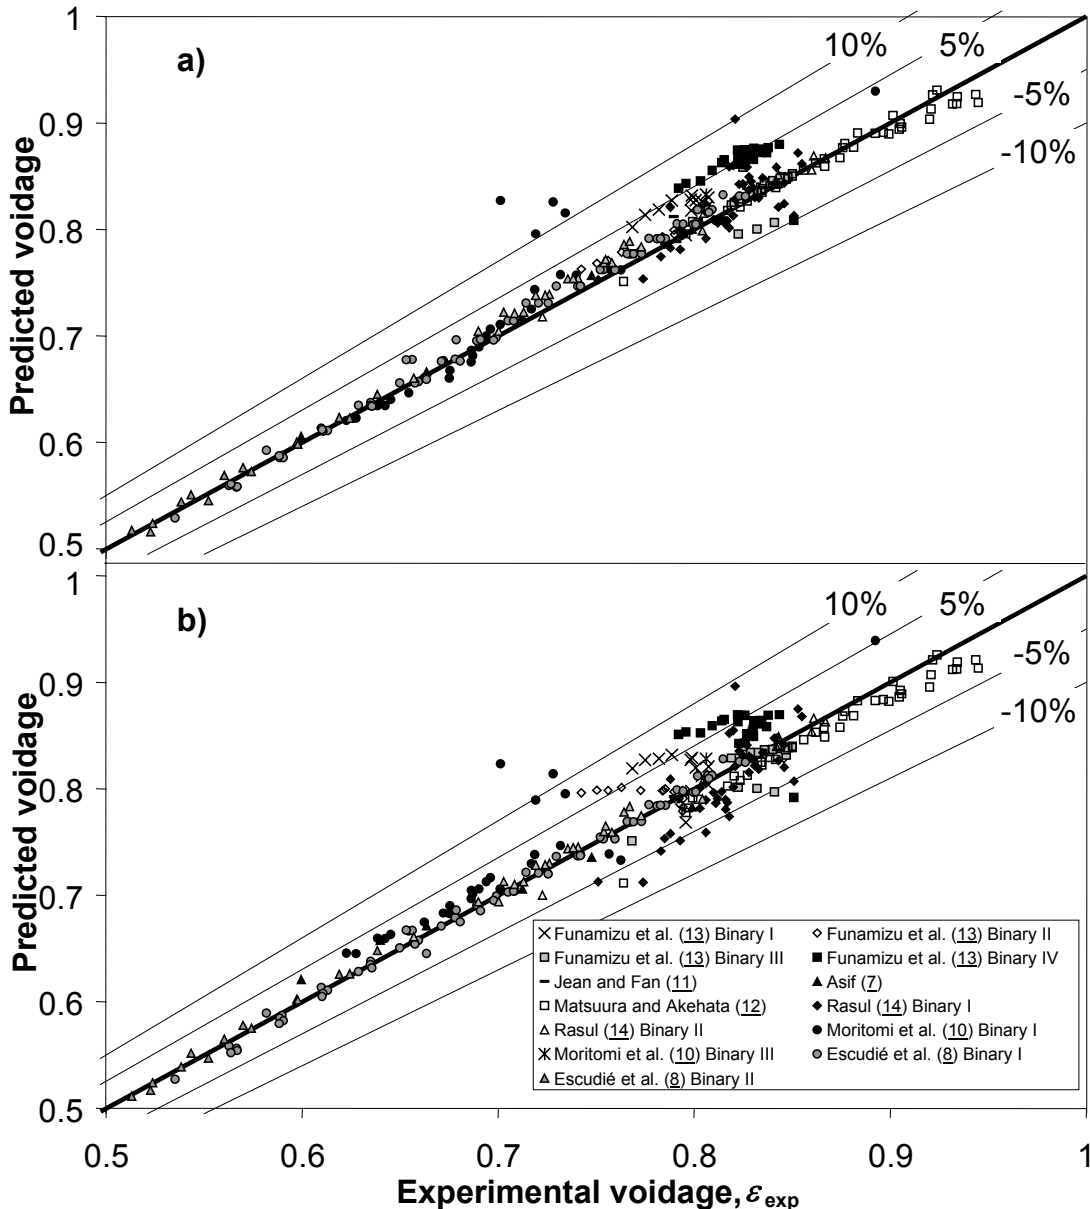 a)
10%
5%
-5%
-10%
1
0.9
0.8
0.7
0.6
0.5
Predicted voidage
b)
10%
5%
-5%
-10%
1
0.9
0.8
0.7
0.6
0.5
Predicted voidage
Funamizu et al. (13) Binary I
Funamizu et al. (13) Binary II
Funamizu et al. (13) Binary III
Funamizu et al. (13) Binary IV
Jean and Fan (11)
Asif (7)
Matsuura and Akehata (12)
Rasul (14) Binary I
Rasul (14) Binary II
Moritomi et al. (10) Binary I
Moritomi et al. (10) Binary III
Escudié et al. (8) Binary I
Escudié et al. (8) Binary II
0.5 0.6 0.7 0.8 0.9 1
Experimental voidage, ε exp